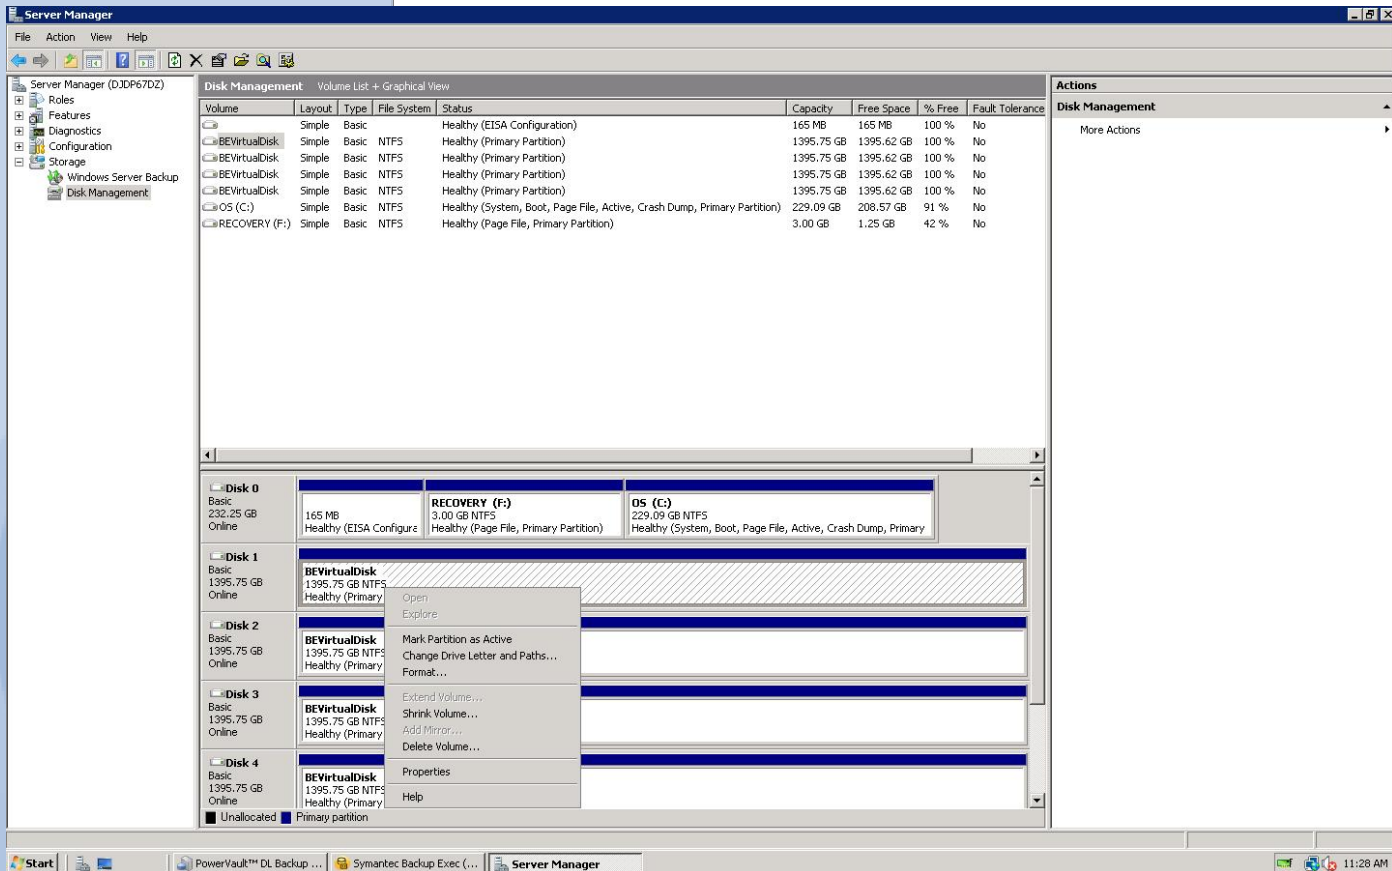 Server Manager
File Action View Help
Server Manager (DJDP67DZ)
Roles
Features
Diagnostics
Configuration
Storage
Windows Server Backup
Disk Management
Disk Management Volume List + Graphical View
Volume Layout Type File System Status Capacity Free Space % Free Fault Tolerance
Simple Basic Healthy (EISA Configuration) 165 MB 165 MB 100 % No
BEVirtualDisk Simple Basic NTFS Healthy (Primary Partition) 1395.75 GB 1395.62 GB 100 % No
BEVirtualDisk Simple Basic NTFS Healthy (Primary Partition) 1395.75 GB 1395.62 GB 100 % No
BEVirtualDisk Simple Basic NTFS Healthy (Primary Partition) 1395.75 GB 1395.62 GB 100 % No
BEVirtualDisk Simple Basic NTFS Healthy (Primary Partition) 1395.75 GB 1395.62 GB 100 % No
OS (C:) Simple Basic NTFS Healthy (System, Boot, Page File, Active, Crash Dump, Primary Partition) 229.09 GB 208.57 GB 91 % No
RECOVERY (F:) Simple Basic NTFS Healthy (Page File, Primary Partition) 3.00 GB 1.25 GB 42 % No
Actions
Disk Management
More Actions
Disk 0
Basic
232.25 GB
Online
165 MB
Healthy (EISA Configura
RECOVERY (F:)
3.00 GB NTFS
Healthy (Page File, Primary Partition)
OS (C:)
229.09 GB NTFS
Healthy (System, Boot, Page File, Active, Crash Dump, Primary
Disk 1
Basic
1395.75 GB
Online
BEVirtualDisk
1395.75 GB NTFS
Healthy (Primary
Disk 2
Basic
1395.75 GB
Online
BEVirtualDisk
1395.75 GB NTFS
Healthy (Primary
Disk 3
Basic
1395.75 GB
Online
BEVirtualDisk
1395.75 GB NTFS
Healthy (Primary
Disk 4
Basic
1395.75 GB
Online
BEVirtualDisk
1395.75 GB NTFS
Healthy (Primary
Open
Explore
Mark Partition as Active
Change Drive Letter and Paths...
Format...
Extend Volume...
Shrink Volume...
Add Mirror...
Delete Volume...
Properties
Help
Unallocated Primary partition
Start PowerVault™ DL Backup ... Symantec Backup Exec (... Server Manager 11:28 AM